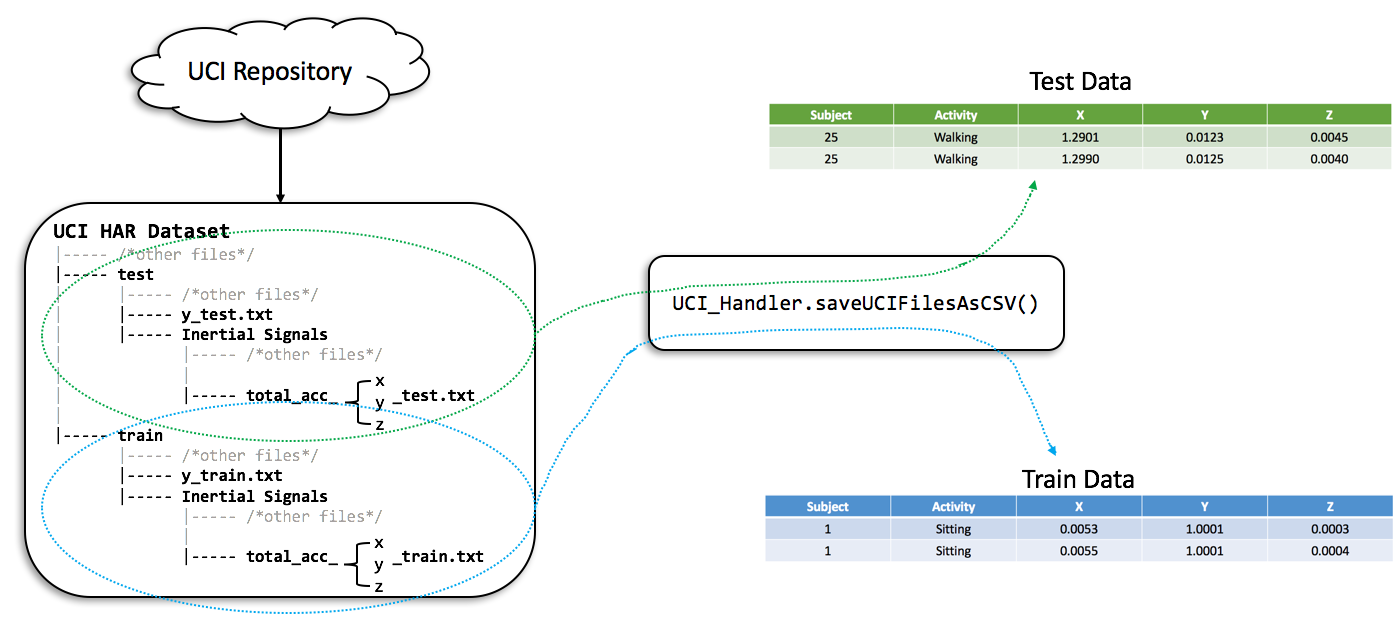 UCI Repository
UCI HAR Dataset
|----- /*other files*/
|----- test
|----- /*other files*/
|----- y_test.txt
|----- Inertial Signals
|----- /*other files*/
|----- total_acc_ x y z _test.txt
|----- train
|----- /*other files*/
|----- y_train.txt
|----- Inertial Signals
|----- /*other files*/
|----- total_acc_ x y z _train.txt
UCI_Handler.saveUCIFilesAsCSV()
Test Data
Subject Activity X Y Z
25 Walking 1.2901 0.0123 0.0045
25 Walking 1.2990 0.0125 0.0040
Train Data
Subject Activity X Y Z
1 Sitting 0.0053 1.0001 0.0003
1 Sitting 0.0055 1.0001 0.0004